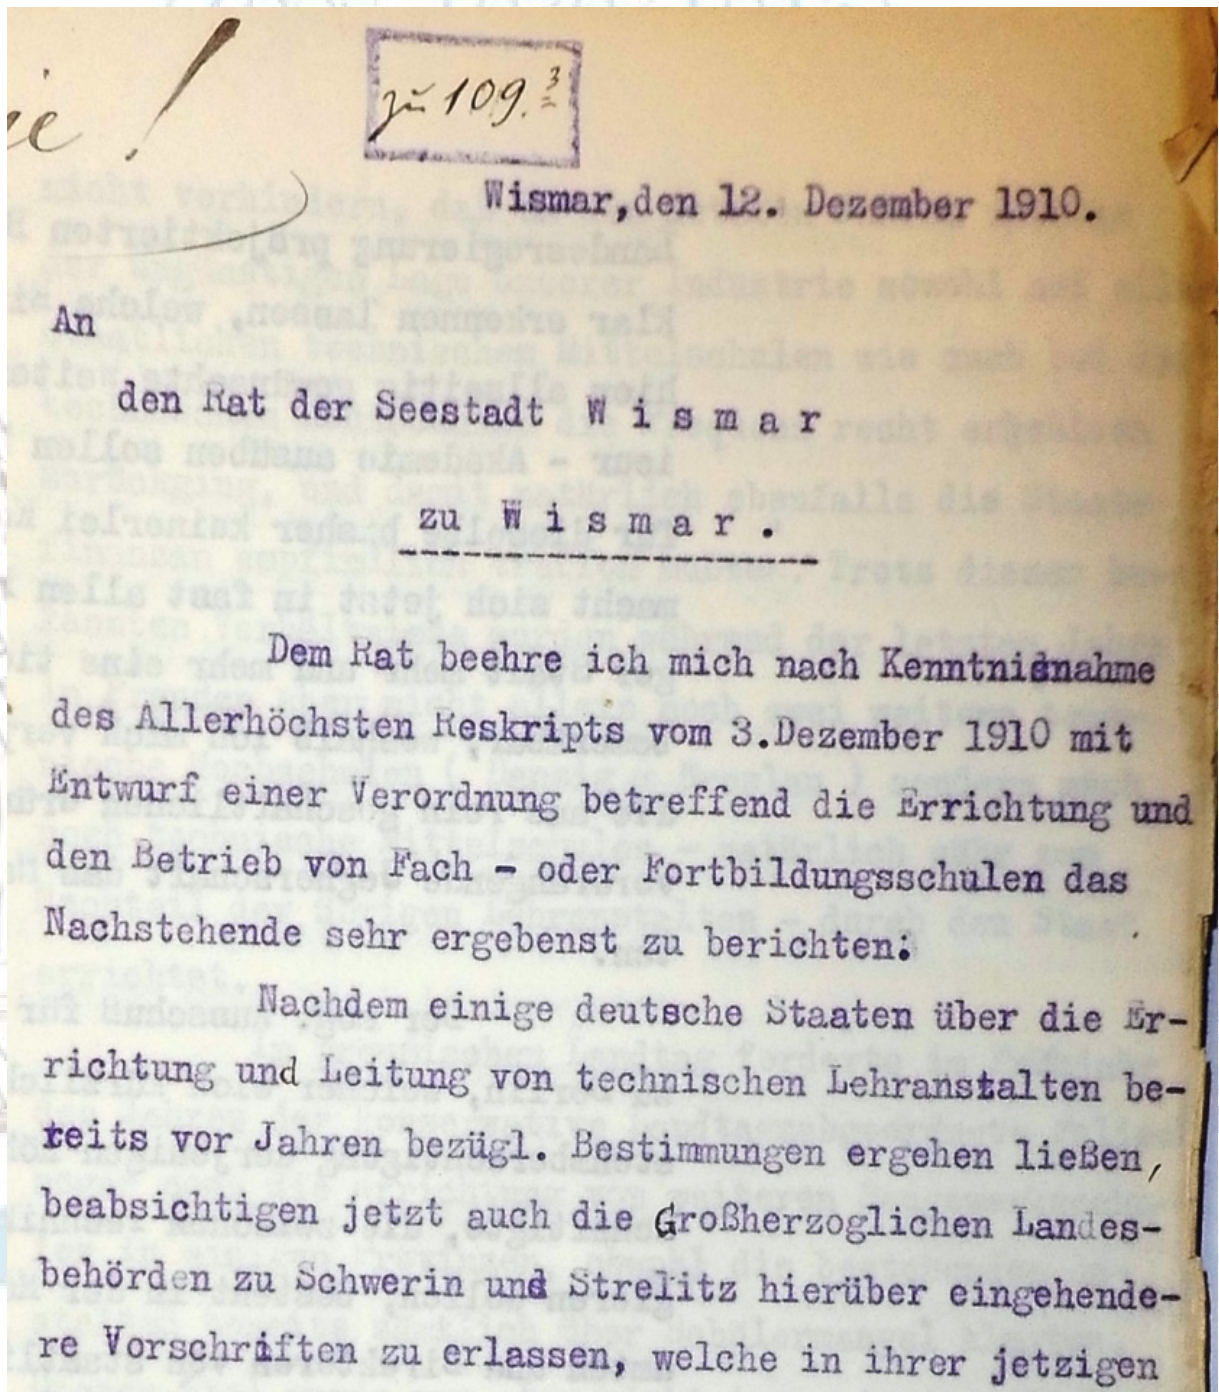 !
zu 109.3
Wismar,den 12. Dezember 1910.
An
den Rat der Seestadt W i s m a r
zu W i s m a r .
Dem Rat beehre ich mich nach Kenntnisnahme
des Allerhöchsten Reskripts vom 3.Dezember 1910 mit
Entwurf einer Verordnung betreffend die Errichtung und
den Betrieb von Fach - oder Fortbildungsschulen das
Nachstehende sehr ergebenst zu berichten:
Nachdem einige deutsche Staaten über die Er-
richtung und Leitung von technischen Lehranstalten be-
reits vor Jahren bezügl. Bestimmungen ergehen ließen,
beabsichtigen jetzt auch die Großherzoglichen Landes-
behörden zu Schwerin und Strelitz hierüber eingehende-
re Vorschriften zu erlassen, welche in ihrer jetzigen